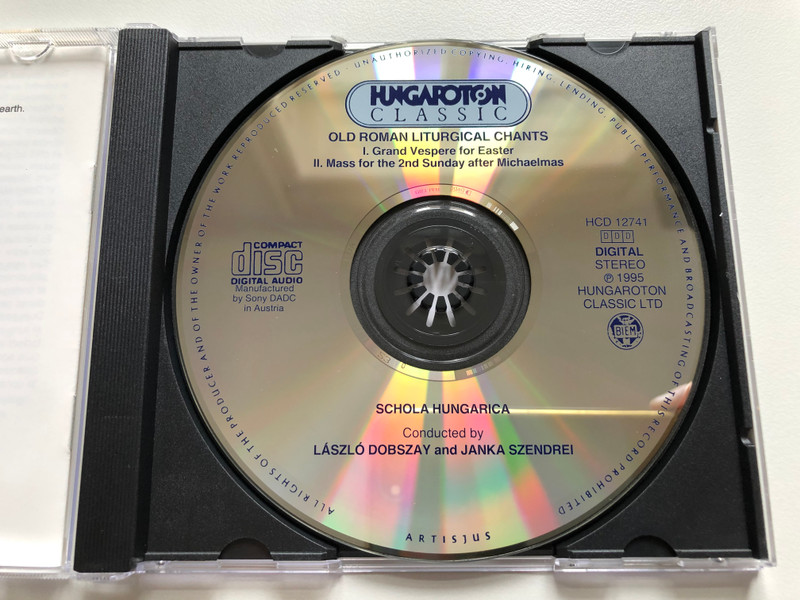 earth.
ALL RIGHTS OF THE PRODUCER AND OF THE OWNER OF THE WORK REPRODUCED RESERVED · UNAUTHORIZED COPYING, HIRING, LENDING, PUBLIC PERFORMANCE AND BROADCASTING OF THIS RECORD PROHIBITED
HUNGAROTON
CLASSIC
OLD ROMAN LITURGICAL CHANTS
I. Grand Vespere for Easter
II. Mass for the 2nd Sunday after Michaelmas
COMPACT
disc
DIGITAL AUDIO
Manufactured
by Sony DADC
in Austria
HCD 12741
DDD
DIGITAL
STEREO
℗ 1995
HUNGAROTON
CLASSIC LTD
BIEM
SCHOLA HUNGARICA
Conducted by
LÁSZLÓ DOBSZAY and JANKA SZENDREI
ARTISJUS